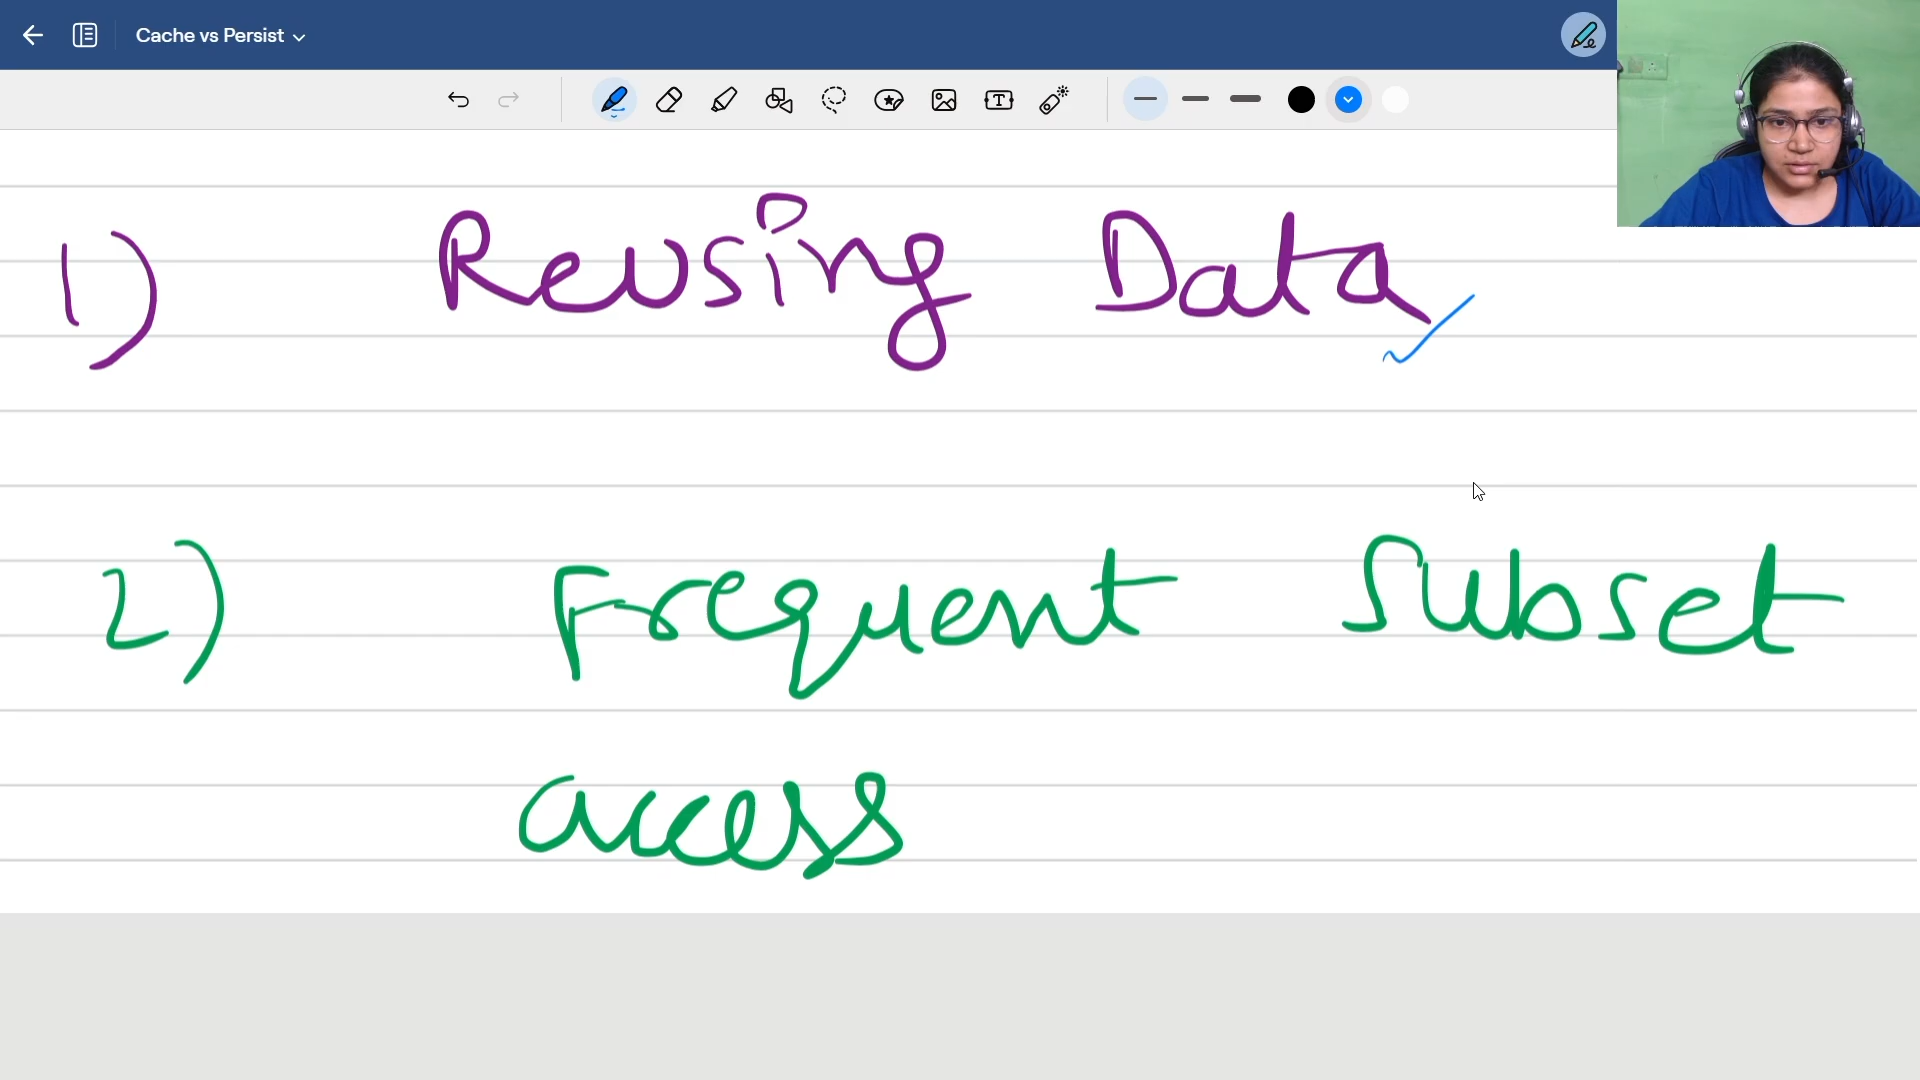 Cache vs Persist
1) Reusing Data
2) Frequent Subset
access